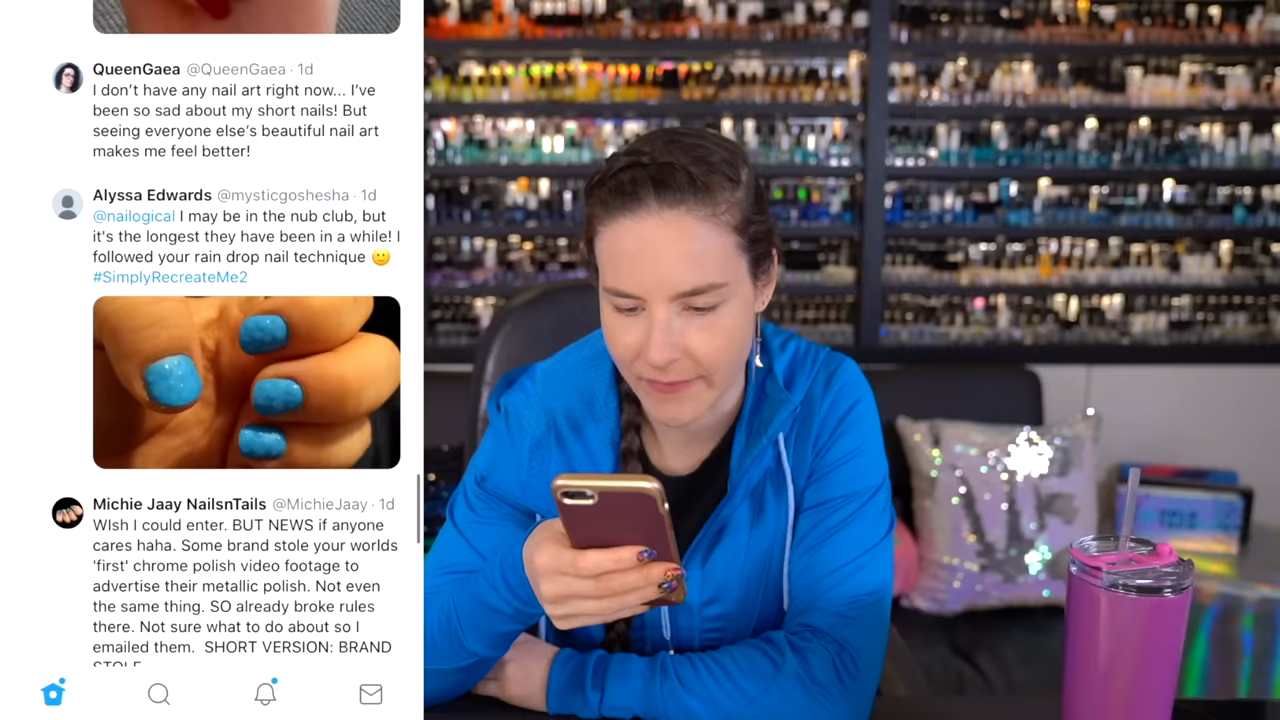 QueenGaea @QueenGaea · 1d
I don't have any nail art right now... I've
been so sad about my short nails! But
seeing everyone else's beautiful nail art
makes me feel better!
Alyssa Edwards @mysticgoshesha · 1d
@nailogical I may be in the nub club, but
it's the longest they have been in a while! I
followed your rain drop nail technique 🙂
#SimplyRecreateMe2
Michie Jaay NailsnTails @MichieJaay · 1d
WIsh I could enter. BUT NEWS if anyone
cares haha. Some brand stole your worlds
'first' chrome polish video footage to
advertise their metallic polish. Not even
the same thing. SO already broke rules
there. Not sure what to do about so I
emailed them. SHORT VERSION: BRAND
STOLE